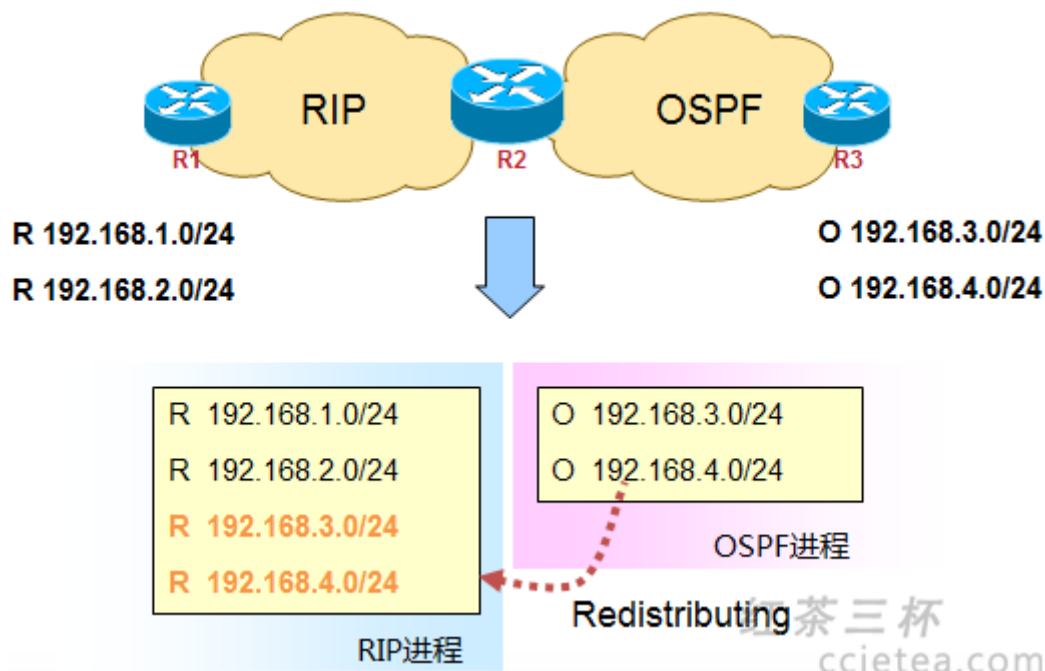 RIP
OSPF
R1
R2
R3
R 192.168.1.0/24
R 192.168.2.0/24
O 192.168.3.0/24
O 192.168.4.0/24
R 192.168.1.0/24
R 192.168.2.0/24
R 192.168.3.0/24
R 192.168.4.0/24
RIP进程
O 192.168.3.0/24
O 192.168.4.0/24
OSPF进程
Redistributing
红茶三杯
ccietea.com